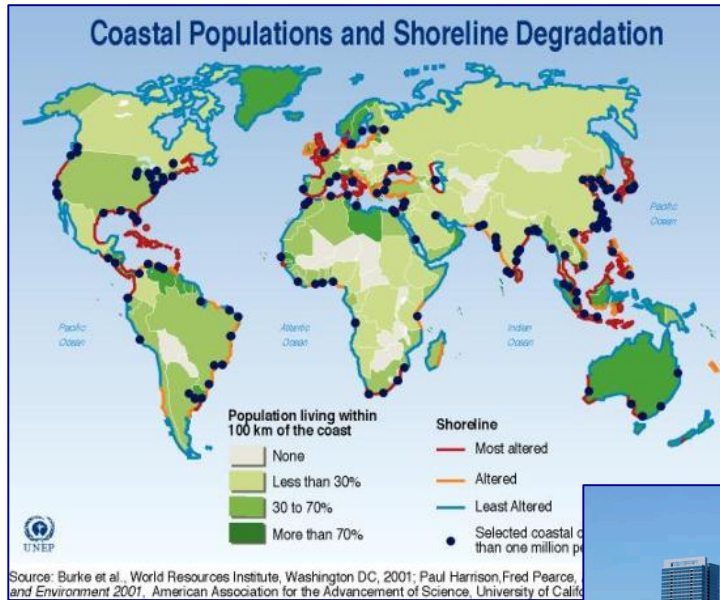 Coastal Populations and Shoreline Degradation
Pacific
Ocean
Pacific
Ocean
Atlantic
Ocean
Indian
Ocean
Population living within
100 km of the coast
None
Less than 30%
30 to 70%
More than 70%
Shoreline
Most altered
Altered
Least Altered
Selected coastal
than one million
UNEP
Source: Burke et al., World Resources Institute, Washington DC, 2001; Paul Harrison,Fred Pearce,
and Environment 2001, American Association for the Advancement of Science, University of